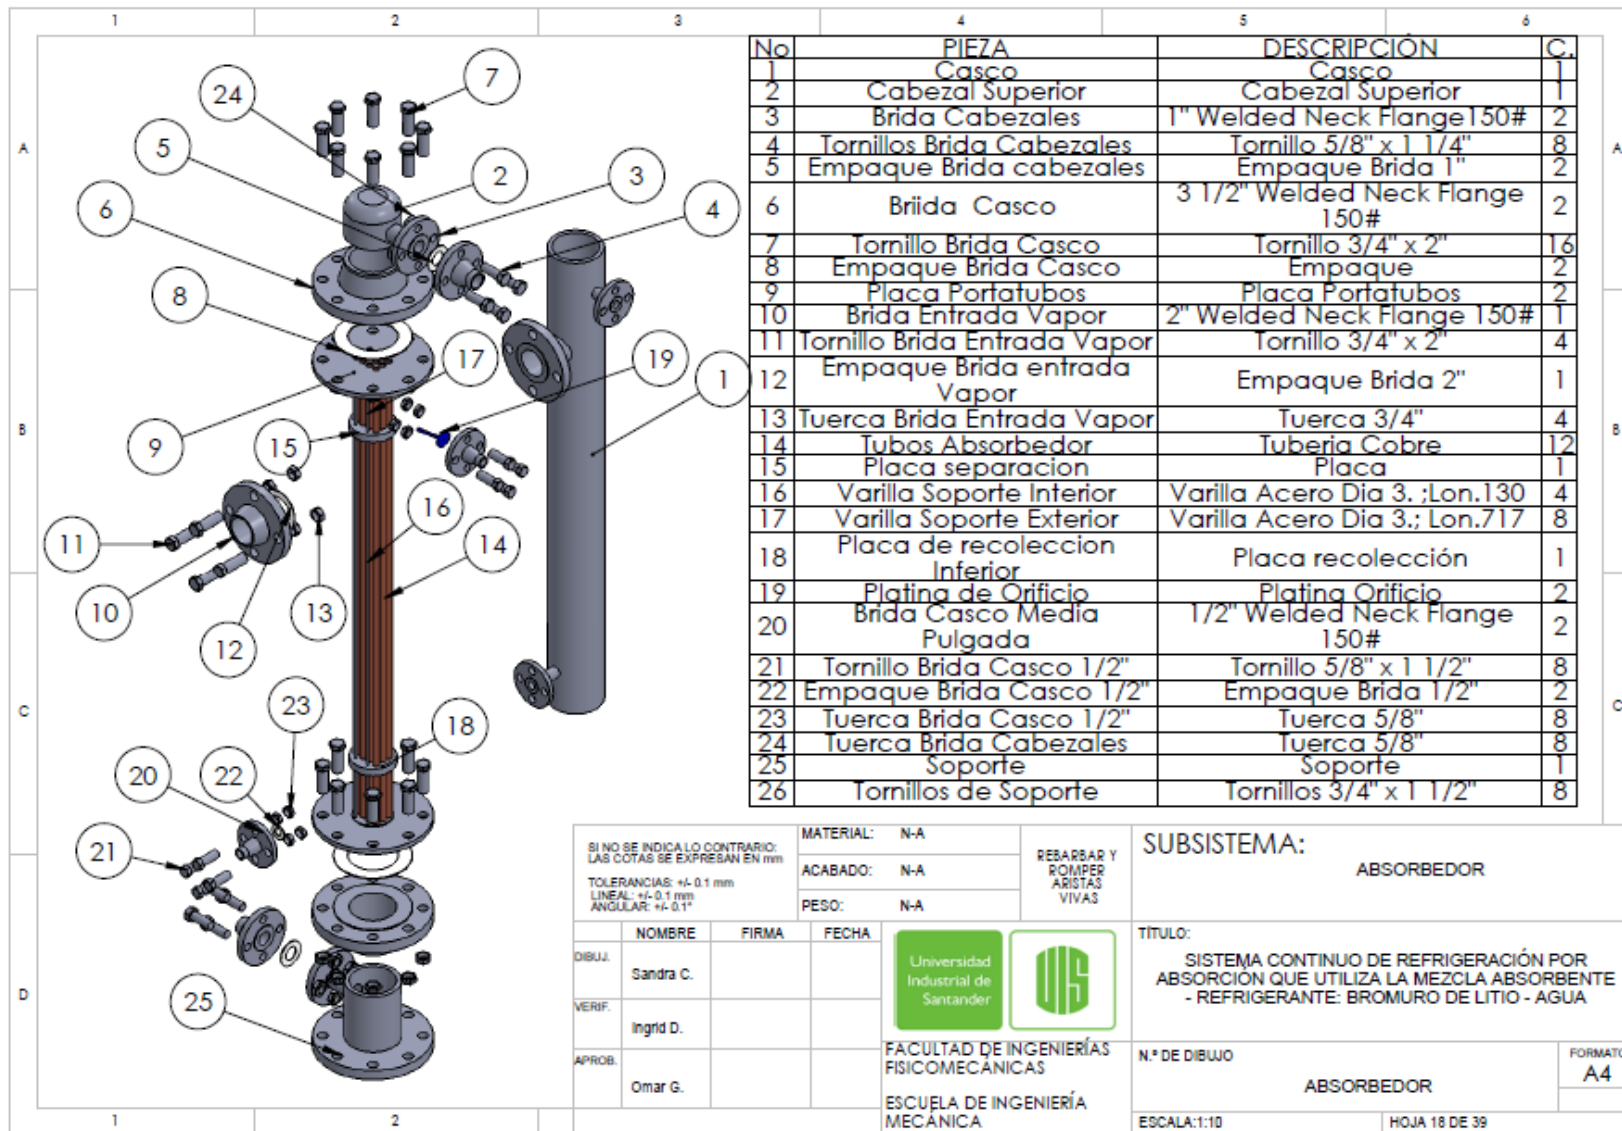 1 2 3 4 5 6
A
B
C
D
A
B
C
24
7
5
2
3
6
4
8
17
19
1
9
15
16
11
14
10
13
12
23
18
20
22
21
25
No PIEZA DESCRIPCIÓN C.
1 Casco Casco 1
2 Cabezal Superior Cabezal Superior 1
3 Brida Cabezales 1" Welded Neck Flange150# 2
4 Tornillos Brida Cabezales Tornillo 5/8" x 1 1/4" 8
5 Empaque Brida cabezales Empaque Brida 1" 2
6 Briida Casco 3 1/2" Welded Neck Flange
150# 2
7 Tornillo Brida Casco Tornillo 3/4" x 2" 16
8 Empaque Brida Casco Empaque 2
9 Placa Portatubos Placa Portatubos 2
10 Brida Entrada Vapor 2" Welded Neck Flange 150# 1
11 Tornillo Brida Entrada Vapor Tornillo 3/4" x 2" 4
12 Empaque Brida entrada
Vapor Empaque Brida 2" 1
13 Tuerca Brida Entrada Vapor Tuerca 3/4" 4
14 Tubos Absorbedor Tuberia Cobre 12
15 Placa separacion Placa 1
16 Varilla Soporte Interior Varilla Acero Dia 3. ;Lon.130 4
17 Varilla Soporte Exterior Varilla Acero Dia 3.; Lon.717 8
18 Placa de recoleccion
Inferior Placa recolección 1
19 Platina de Orificio Platina Orificio 2
20 Brida Casco Media
Pulgada 1/2" Welded Neck Flange
150# 2
21 Tornillo Brida Casco 1/2" Tornillo 5/8" x 1 1/2" 8
22 Empaque Brida Casco 1/2" Empaque Brida 1/2" 2
23 Tuerca Brida Casco 1/2" Tuerca 5/8" 8
24 Tuerca Brida Cabezales Tuerca 5/8" 8
25 Soporte Soporte 1
26 Tornillos de Soporte Tornillos 3/4" x 1 1/2" 8
SI NO SE INDICA LO CONTRARIO:
LAS COTAS SE EXPRESAN EN mm
TOLERANCIAS: +/- 0.1 mm
LINEAL: +/- 0.1 mm
ANGULAR: +/- 0.1°
MATERIAL: N-A
ACABADO: N-A
PESO: N-A
REBARBAR Y
ROMPER
ARISTAS
VIVAS
SUBSISTEMA:
ABSORBEDOR
NOMBRE FIRMA FECHA
DIBUJ. Sandra C.
VERIF. Ingrid D.
APROB. Omar G.
Universidad
Industrial de
Santander
UIS
FACULTAD DE INGENIERÍAS
FISICOMECÁNICAS
ESCUELA DE INGENIERÍA
MECÁNICA
TÍTULO:
SISTEMA CONTINUO DE REFRIGERACIÓN POR
ABSORCIÓN QUE UTILIZA LA MEZCLA ABSORBENTE
- REFRIGERANTE: BROMURO DE LITIO - AGUA
N.º DE DIBUJO
ABSORBEDOR
FORMATO
A4
ESCALA:1:10 HOJA 18 DE 39
1 2